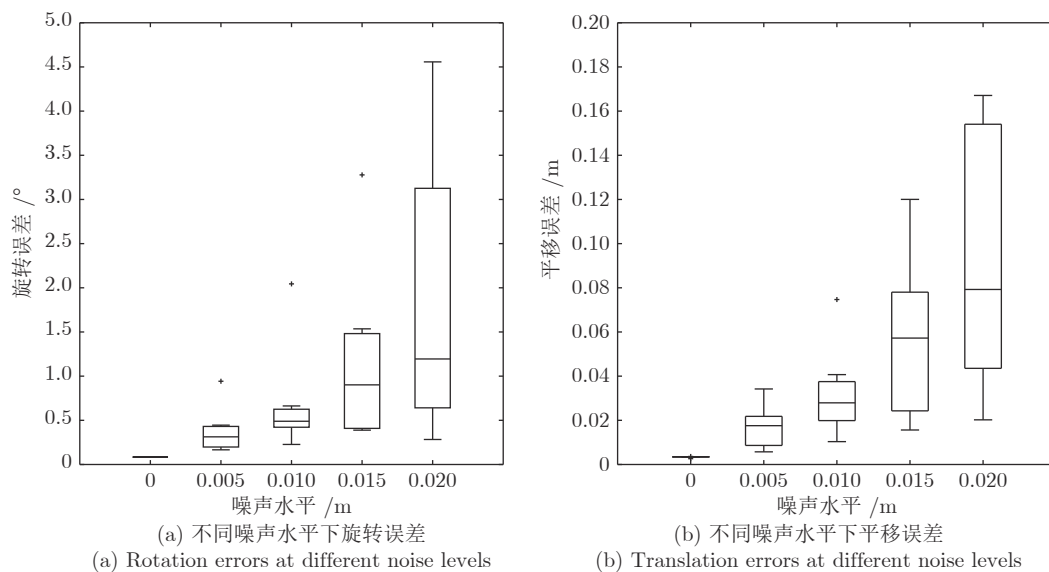 5.0
4.5
4.0
3.5
3.0
2.5
2.0
1.5
1.0
0.5
0
旋转误差 /°
0 0.005 0.010 0.015 0.020
噪声水平 /m
(a) 不同噪声水平下旋转误差
(a) Rotation errors at different noise levels
0.20
0.16
0.12
0.10
0.08
0.06
0.04
0.02
0
平移误差 /m
0 0.005 0.010 0.015 0.020
噪声水平 /m
(b) 不同噪声水平下平移误差
(b) Translation errors at different noise levels